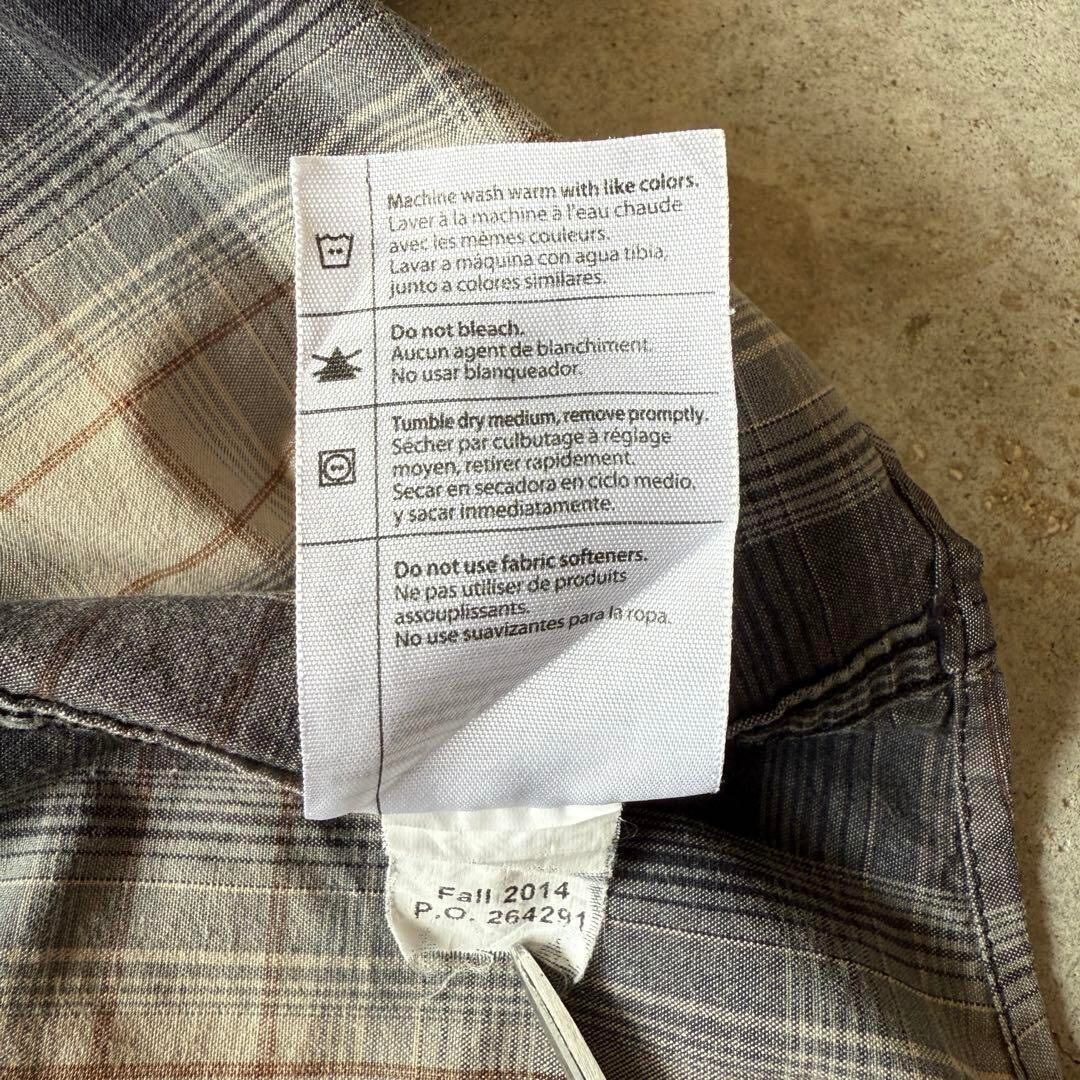 Machine wash warm with like colors.
Laver à la machine à l'eau chaude
avec les mêmes couleurs.
Lavar a máquina con agua tibia,
junto a colores similares.
Do not bleach.
Aucun agent de blanchiment.
No usar blanqueador.
Tumble dry medium, remove promptly.
Sécher par culbutage à réglage
moyen, retirer rapidement.
Secar en secadora en ciclo medio,
y sacar inmediatamente.
Do not use fabric softeners.
Ne pas utiliser de produits
assouplissants.
No use suavizantes para la ropa.
Fall 2014
P.O. 264291